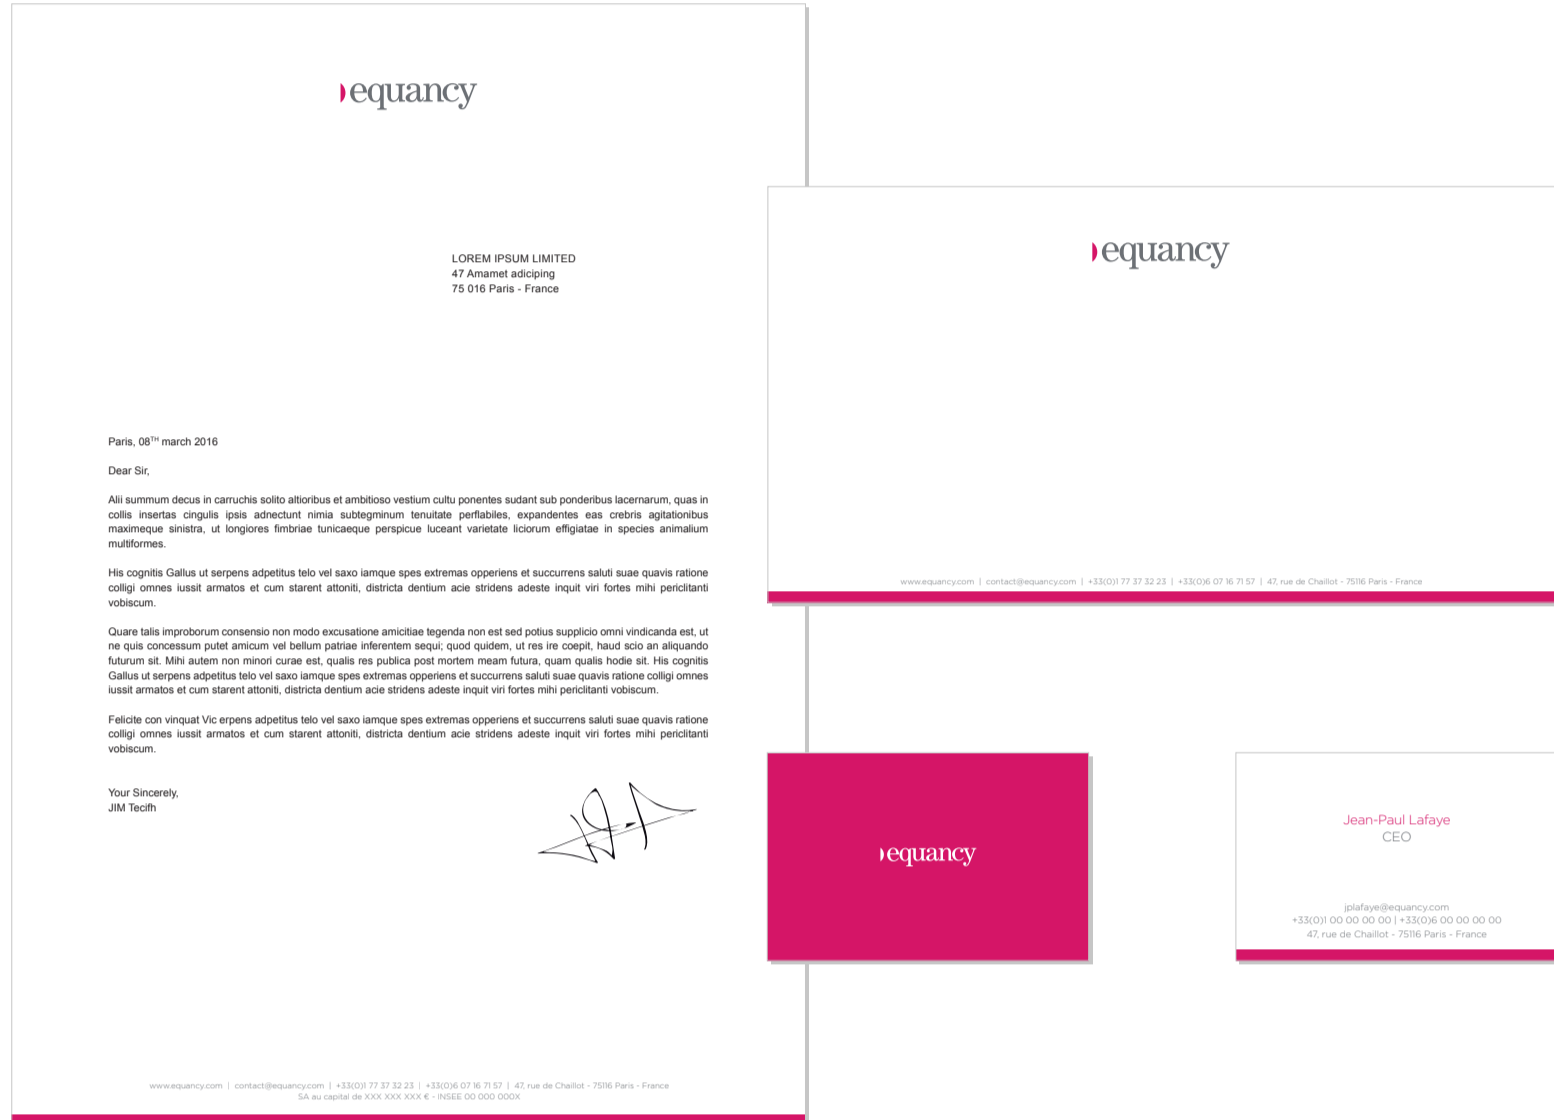 equancy
LOREM IPSUM LIMITED
47 Amamet adiciping
75 016 Paris - France
Paris, 08TH march 2016
Dear Sir,
Alii summum decus in carruchis solito altioribus et ambitioso vestium cultu ponentes sudant sub ponderibus lacernarum, quas in
collis insertas cingulis ipsis adnectunt nimia subtegminum tenuitate perflabiles, expandentes eas crebris agitationibus
maximeque sinistra, ut longiores fimbriae tunicaeque perspicue luceant varietate liciorum effigiatae in species animalium
multiformes.
His cognitis Gallus ut serpens adpetitus telo vel saxo iamque spes extremas opperiens et succurrens saluti suae quavis ratione
colligi omnes iussit armatos et cum starent attoniti, districta dentium acie stridens adeste inquit viri fortes mihi periclitanti
vobiscum.
Quare talis improborum consensio non modo excusatione amicitiae tegenda non est sed potius supplicio omni vindicanda est, ut
ne quis concessum putet amicum vel bellum patriae inferentem sequi; quod quidem, ut res ire coepit, haud scio an aliquando
futurum sit. Mihi autem non minori curae est, qualis res publica post mortem meam futura, quam qualis hodie sit. His cognitis
Gallus ut serpens adpetitus telo vel saxo iamque spes extremas opperiens et succurrens saluti suae quavis ratione colligi omnes
iussit armatos et cum starent attoniti, districta dentium acie stridens adeste inquit viri fortes mihi periclitanti vobiscum.
Felicite con vinquat Vic erpens adpetitus telo vel saxo iamque spes extremas opperiens et succurrens saluti suae quavis ratione
colligi omnes iussit armatos et cum starent attoniti, districta dentium acie stridens adeste inquit viri fortes mihi periclitanti
vobiscum.
Your Sincerely,
JIM Tecifh
www.equancy.com | contact@equancy.com | +33(0)1 77 37 32 23 | +33(0)6 07 16 71 57 | 47, rue de Chaillot - 75116 Paris - France
SA au capital de XXX XXX XXX € - INSEE 00 000 000X
equancy
www.equancy.com | contact@equancy.com | +33(0)1 77 37 32 23 | +33(0)6 07 16 71 57 | 47, rue de Chaillot - 75116 Paris - France
equancy
Jean-Paul Lafaye
CEO
jplafaye@equancy.com
+33(0)1 00 00 00 00 | +33(0)6 00 00 00 00
47, rue de Chaillot - 75116 Paris - France